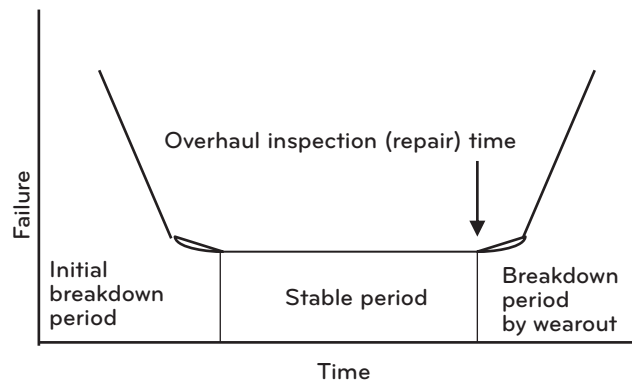 Overhaul inspection (repair) time
Failure
Initial
breakdown
period
Stable period
Breakdown
period
by wearout
Time